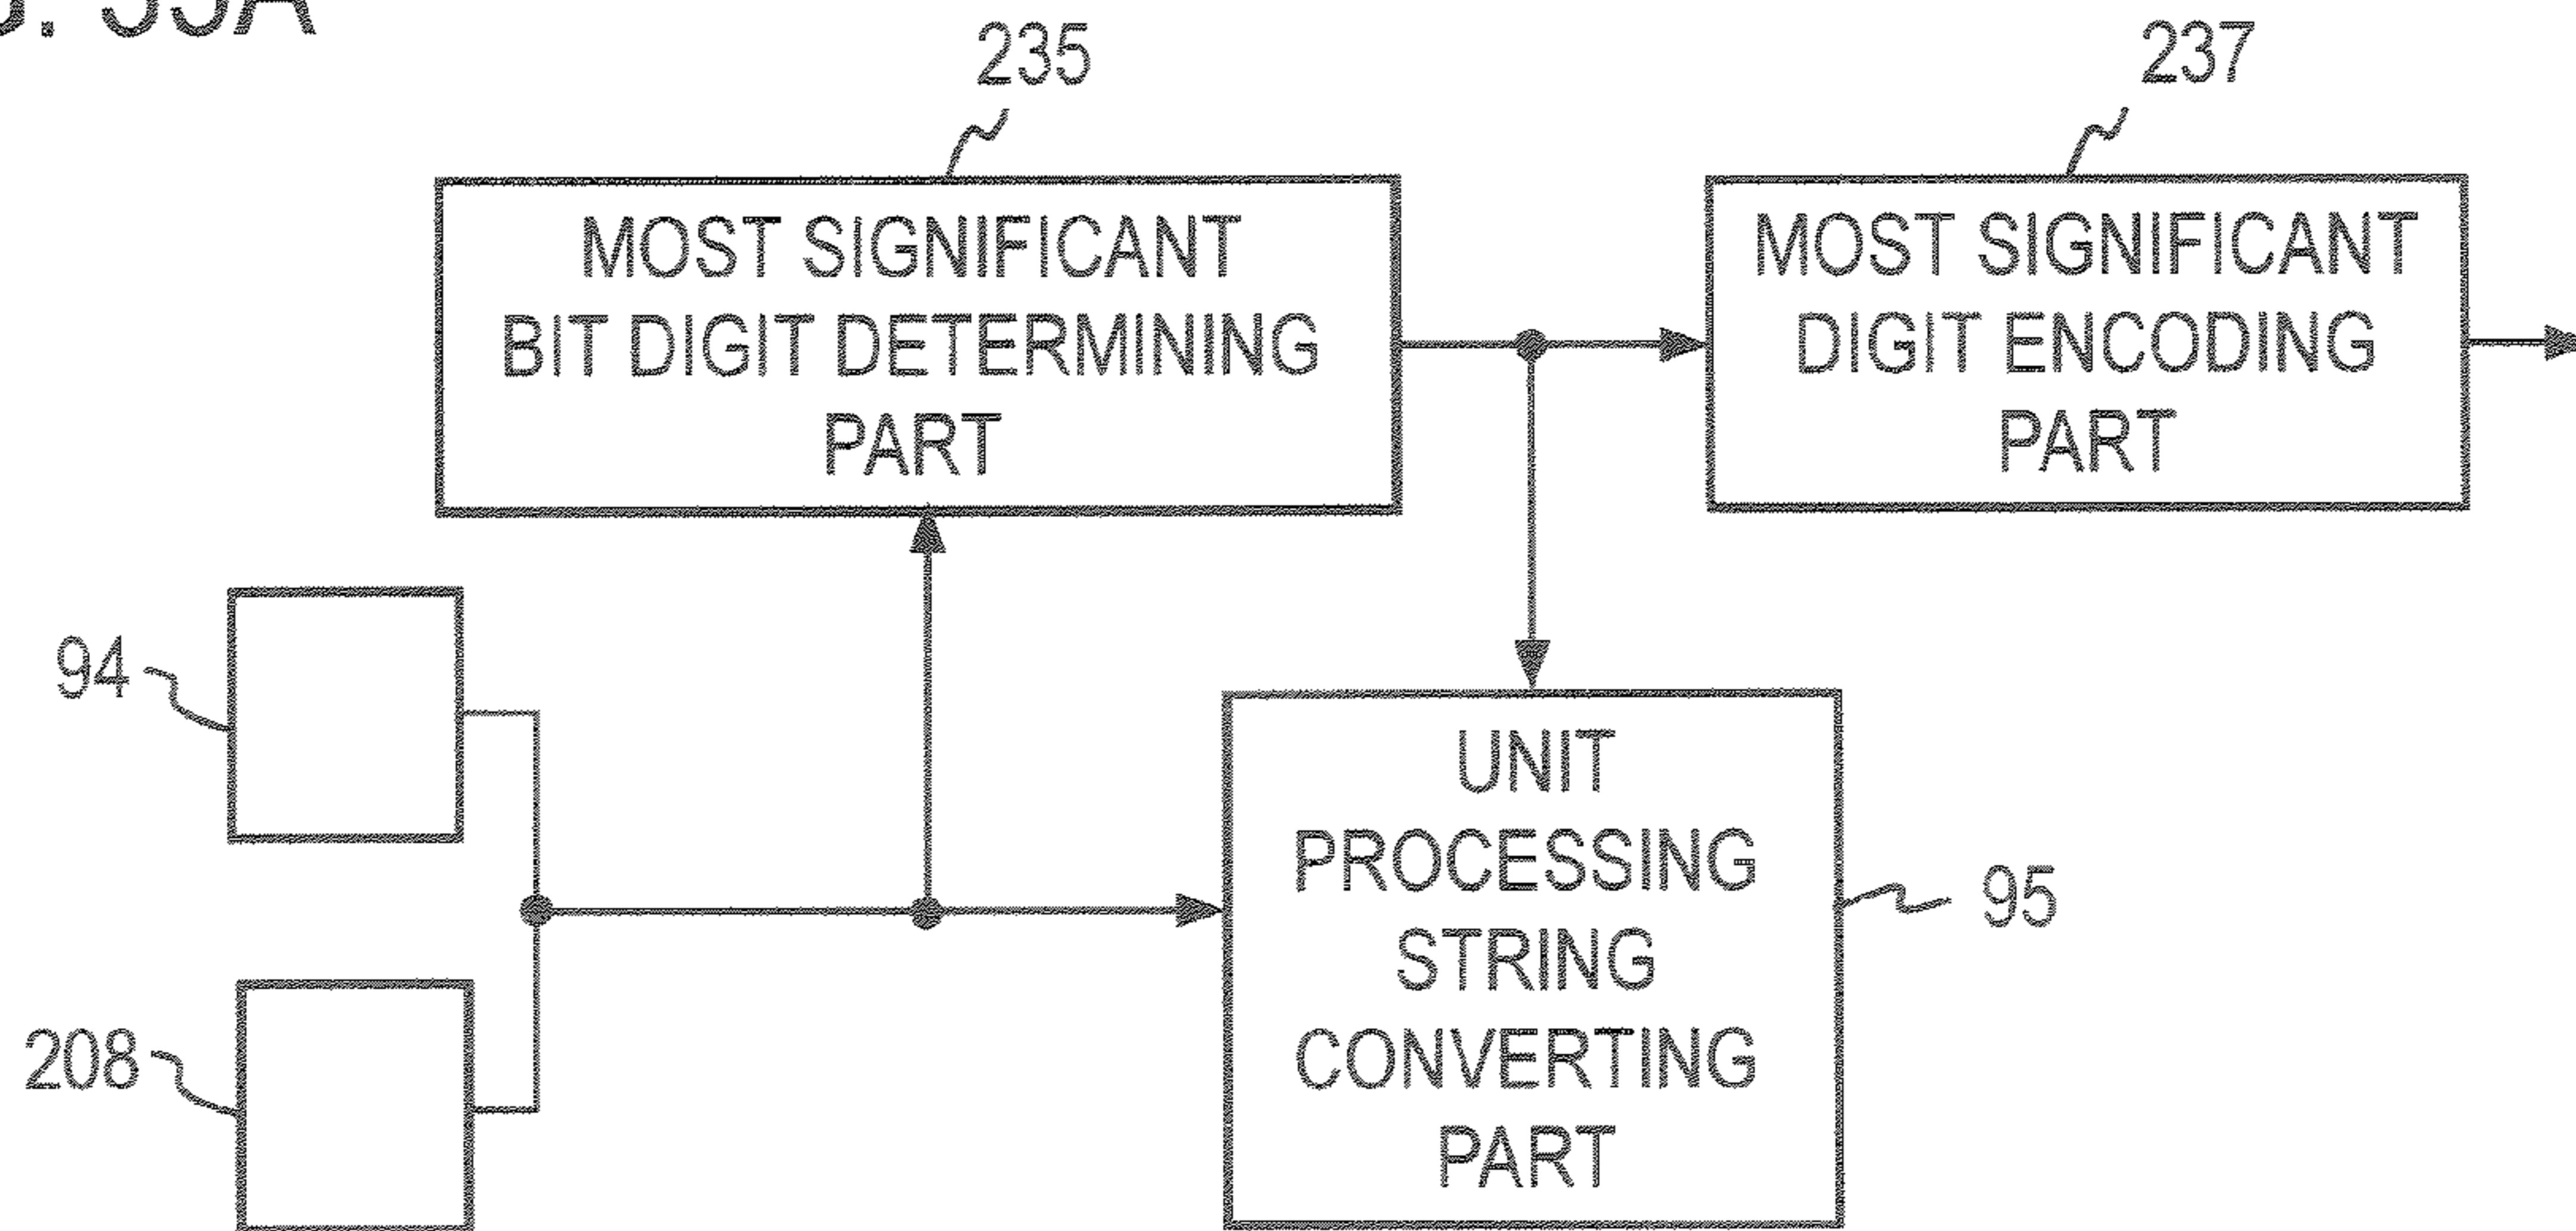 235
237
MOST SIGNIFICANT
BIT DIGIT DETERMINING
PART
MOST SIGNIFICANT
DIGIT ENCODING
PART
94
208
UNIT
PROCESSING
STRING
CONVERTING
PART
95